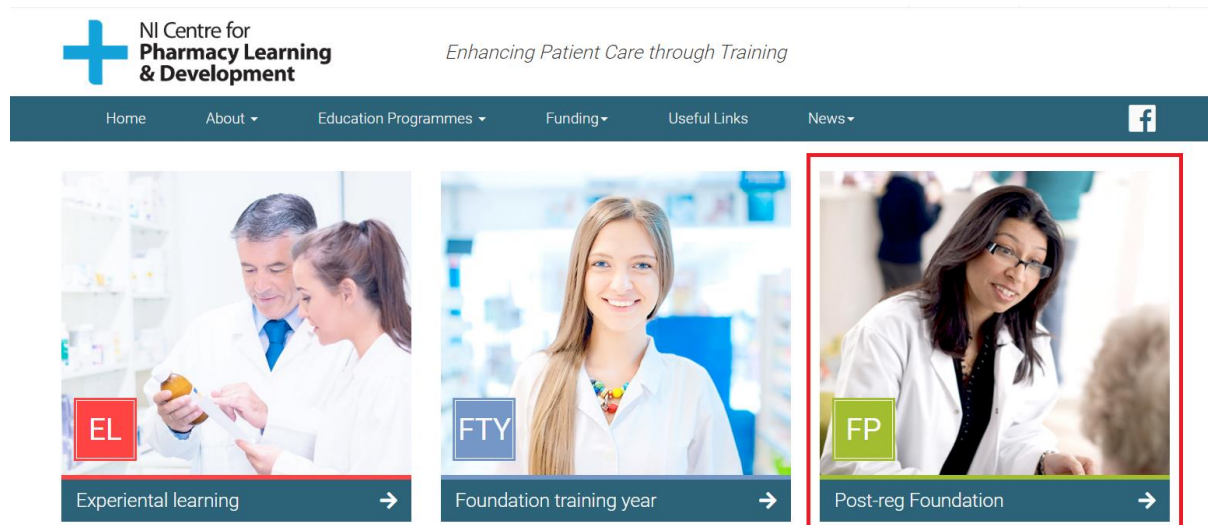 NI Centre for
Pharmacy Learning
& Development
Enhancing Patient Care through Training
Home About Education Programmes Funding Useful Links News
EL
FTY
FP
Experiental learning
Foundation training year
Post-reg Foundation